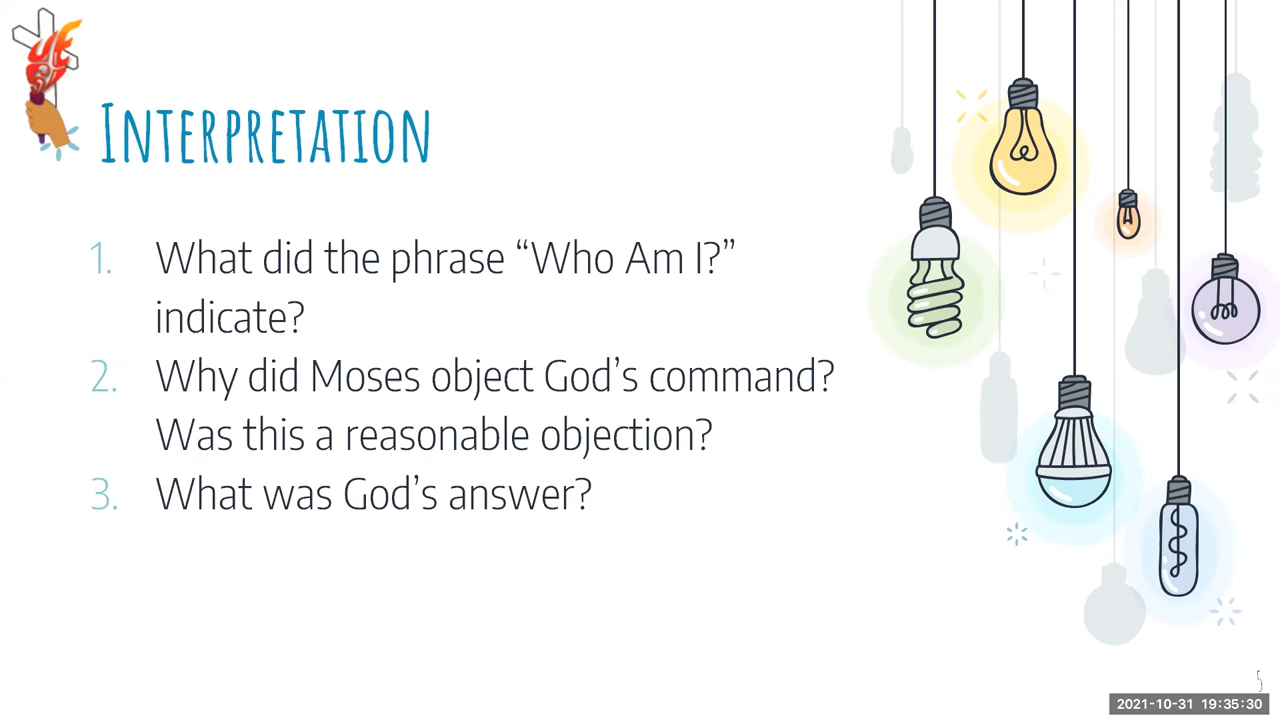 Interpretation
1. What did the phrase “Who Am I?”
indicate?
2. Why did Moses object God’s command?
Was this a reasonable objection?
3. What was God’s answer?
5
2021-10-31 19:35:30